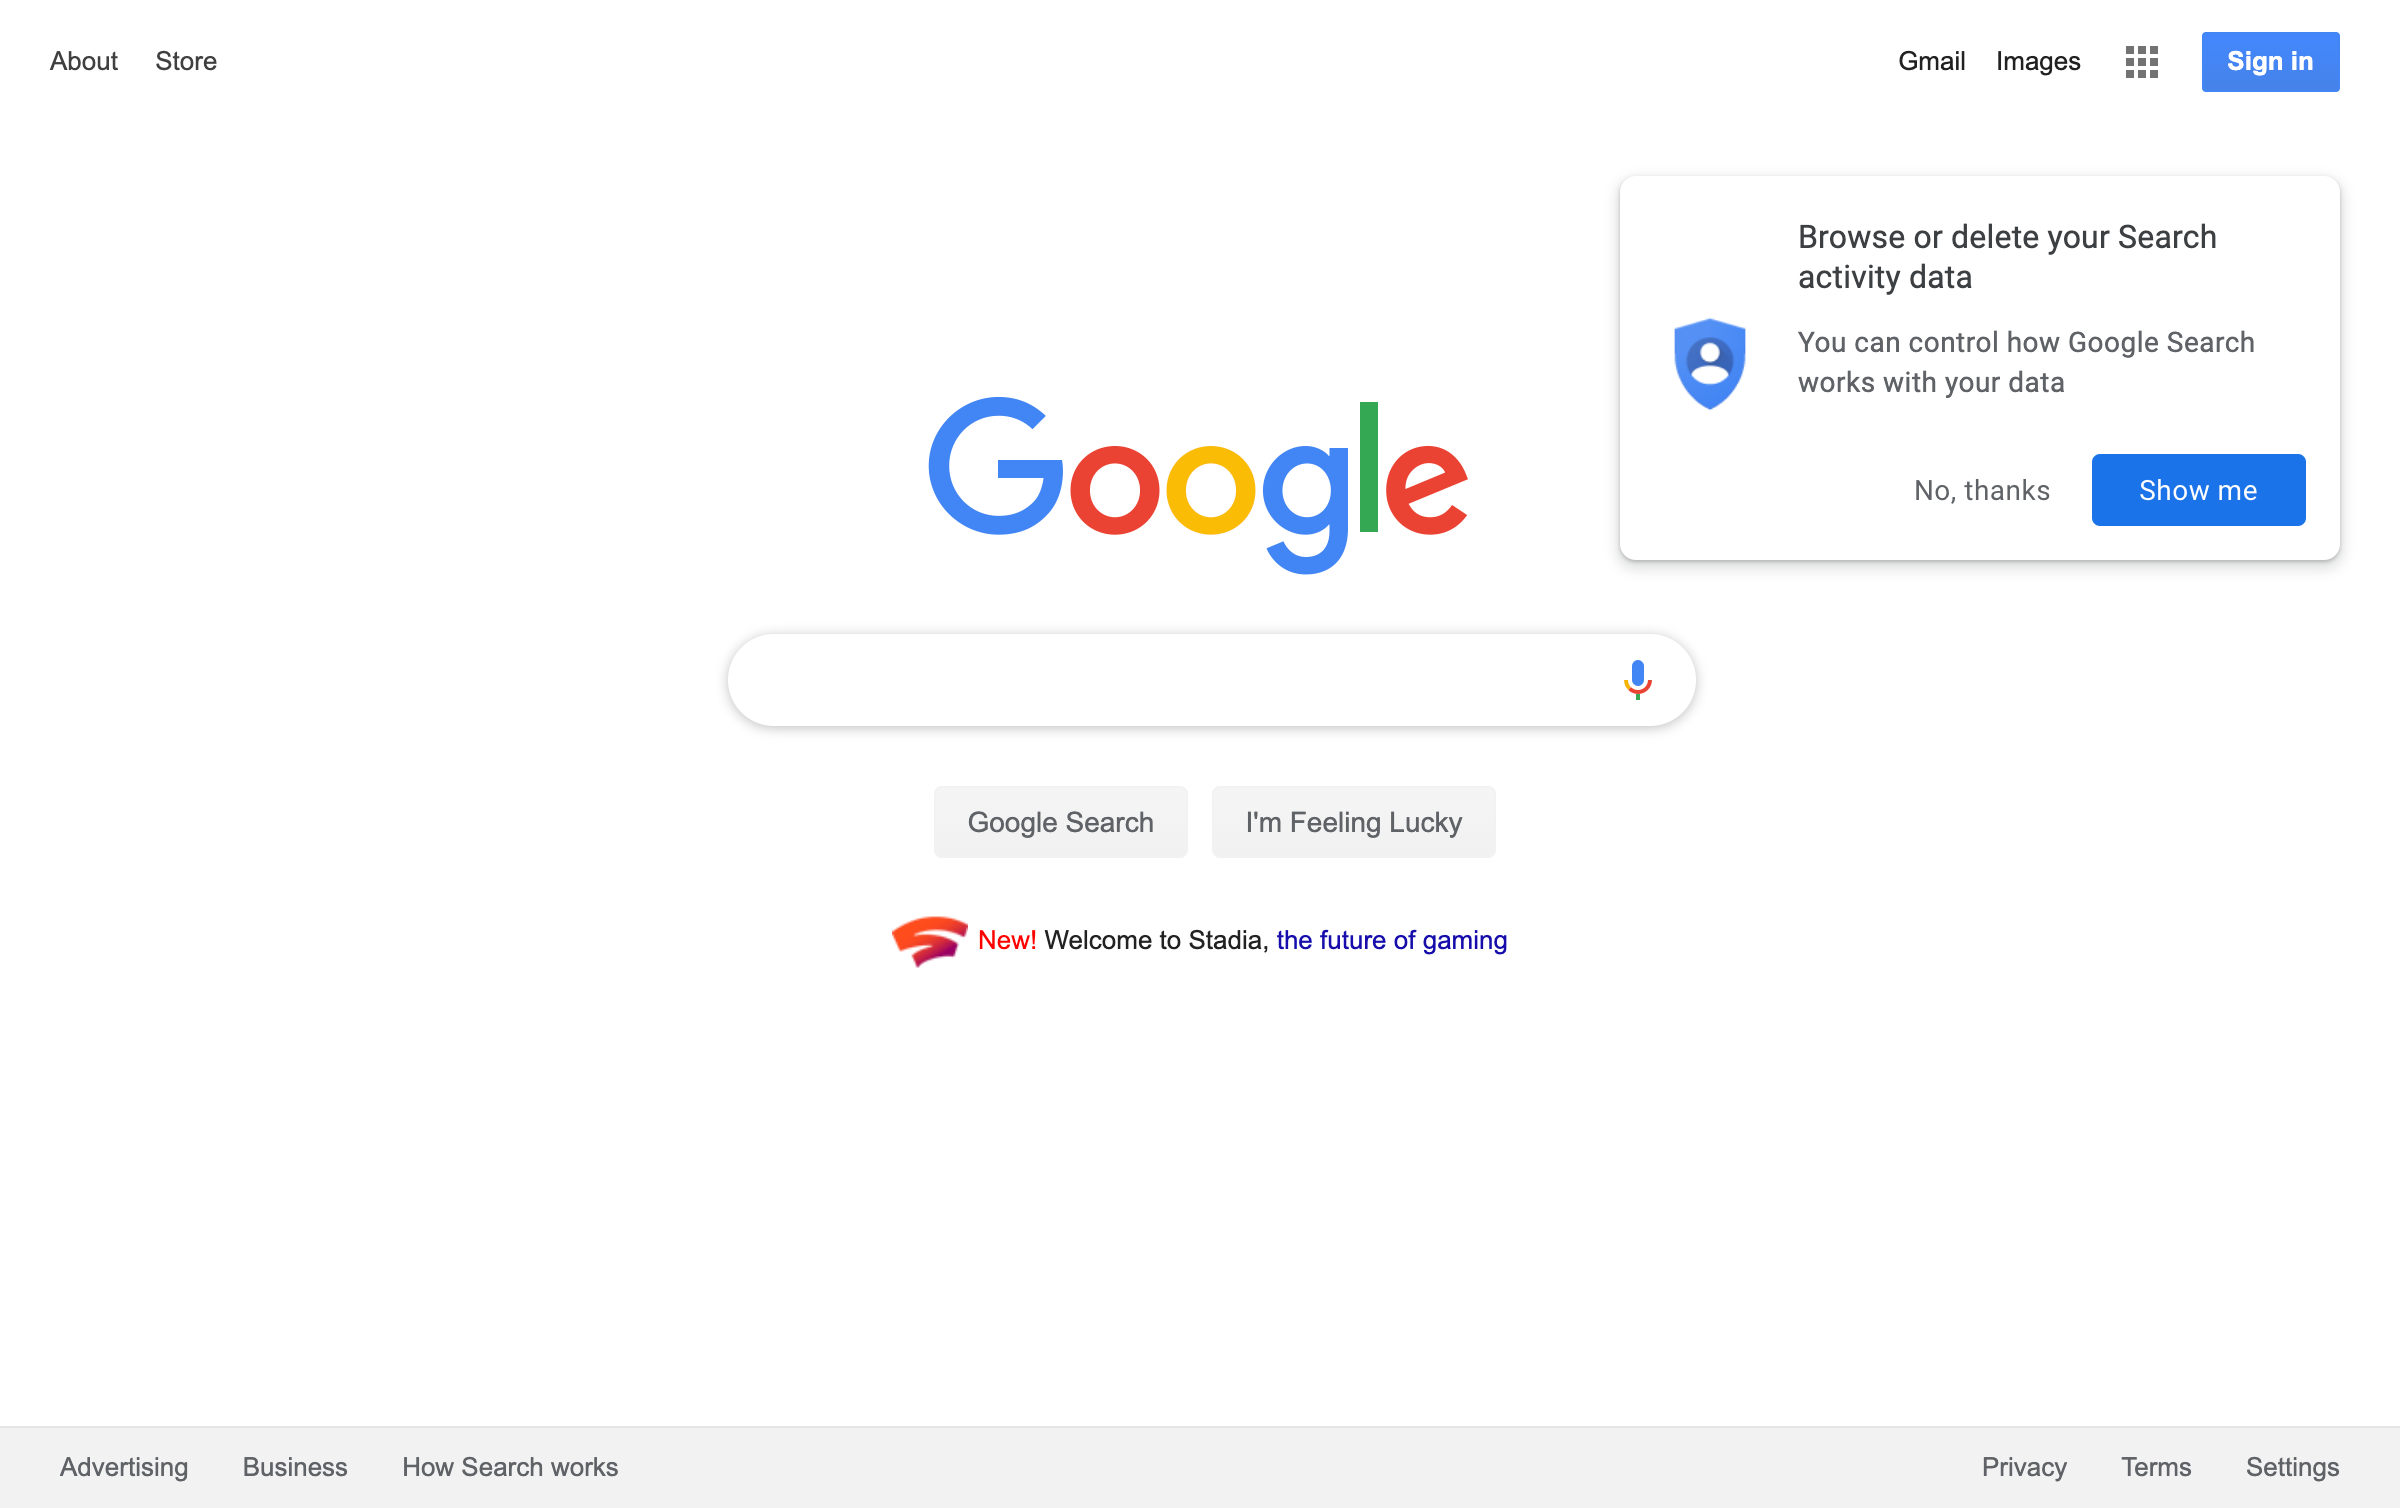 About Store Gmail Images Sign in
Browse or delete your Search
activity data
You can control how Google Search
works with your data
No, thanks Show me
Google
Google Search I'm Feeling Lucky
New! Welcome to Stadia, the future of gaming
Advertising Business How Search works Privacy Terms Settings